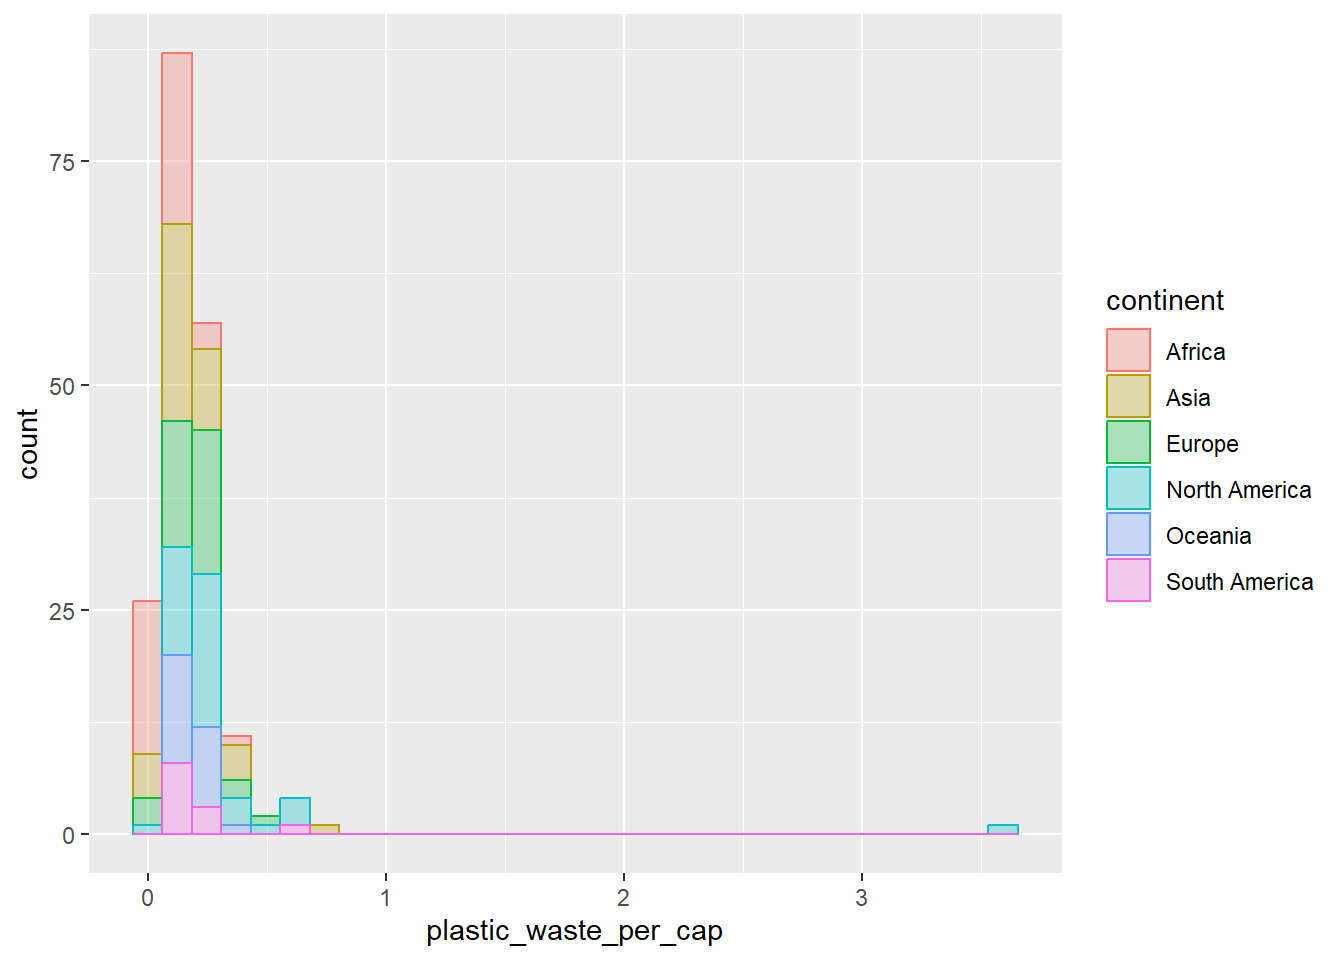 75
50
25
0
count
0
1
2
3
plastic_waste_per_cap
continent
Africa
Asia
Europe
North America
Oceania
South America